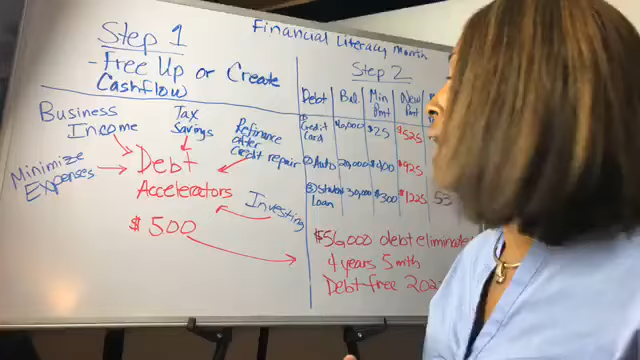 Financial Literacy Month
Step 1
- Free Up or Create
Cashflow
Business
Income
Tax
Savings
Refinance
after
Credit repair
Minimize
Expenses
Debt
Accelerators
Investing
$500
Step 2
Debt Bal Min Pmt New Pmt
① Credit Card $6,000 $25 $525
② Auto 20,000 $400 $925
③ Student Loan 30,000 $300 $1225 53
$56,000 debt eliminate
4 years 5 mth
Debt-free